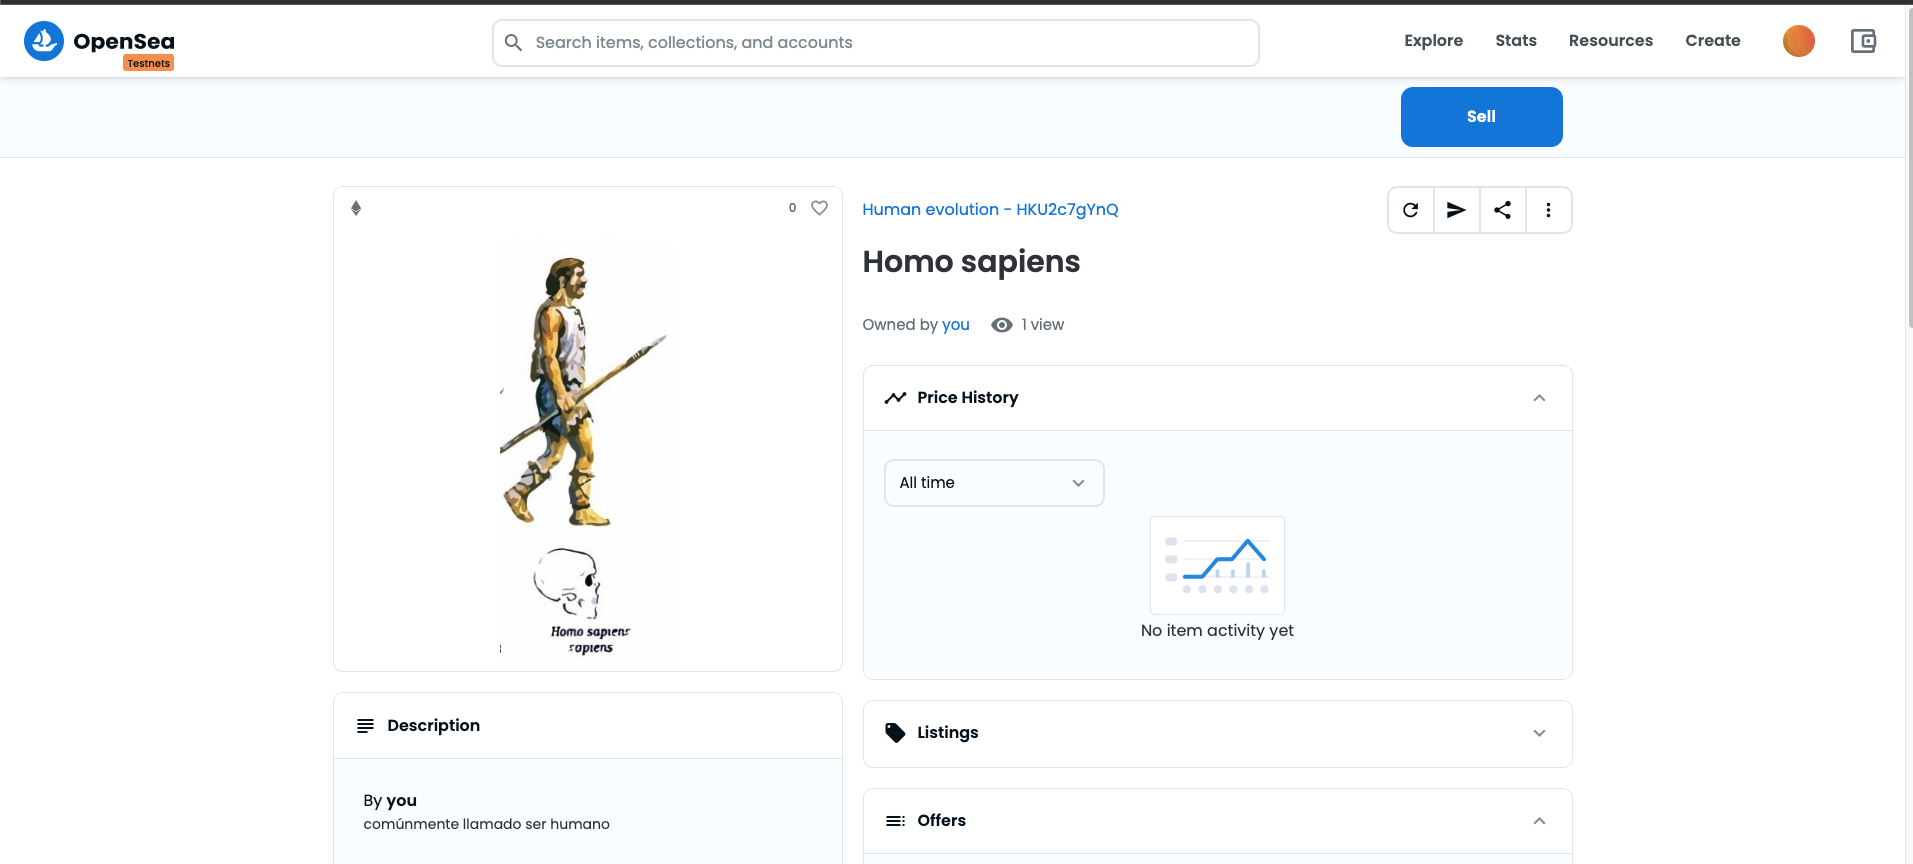 OpenSea
Testnets
Search items, collections, and accounts
Explore
Stats
Resources
Create
Sell
0
Human evolution - HKU2c7gYnQ
Homo sapiens
Owned by you
1 view
Price History
All time
No item activity yet
Homo sapiens
sapiens
Description
By you
comúnmente llamado ser humano
Listings
Offers